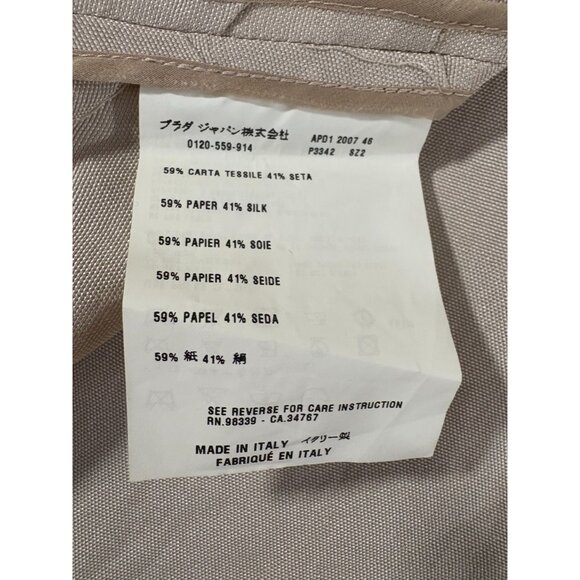 プラダ ジャパン株式会社
0120-559-914
APD1 2007 46
P3342 SZ2
59% CARTA TESSILE 41% SETA
59% PAPER 41% SILK
59% PAPIER 41% SOIE
59% PAPIER 41% SEIDE
59% PAPEL 41% SEDA
59% 紙 41% 絹
SEE REVERSE FOR CARE INSTRUCTION
RN.98339 - CA.34767
MADE IN ITALY イタリー製
FABRIQUÉ EN ITALY